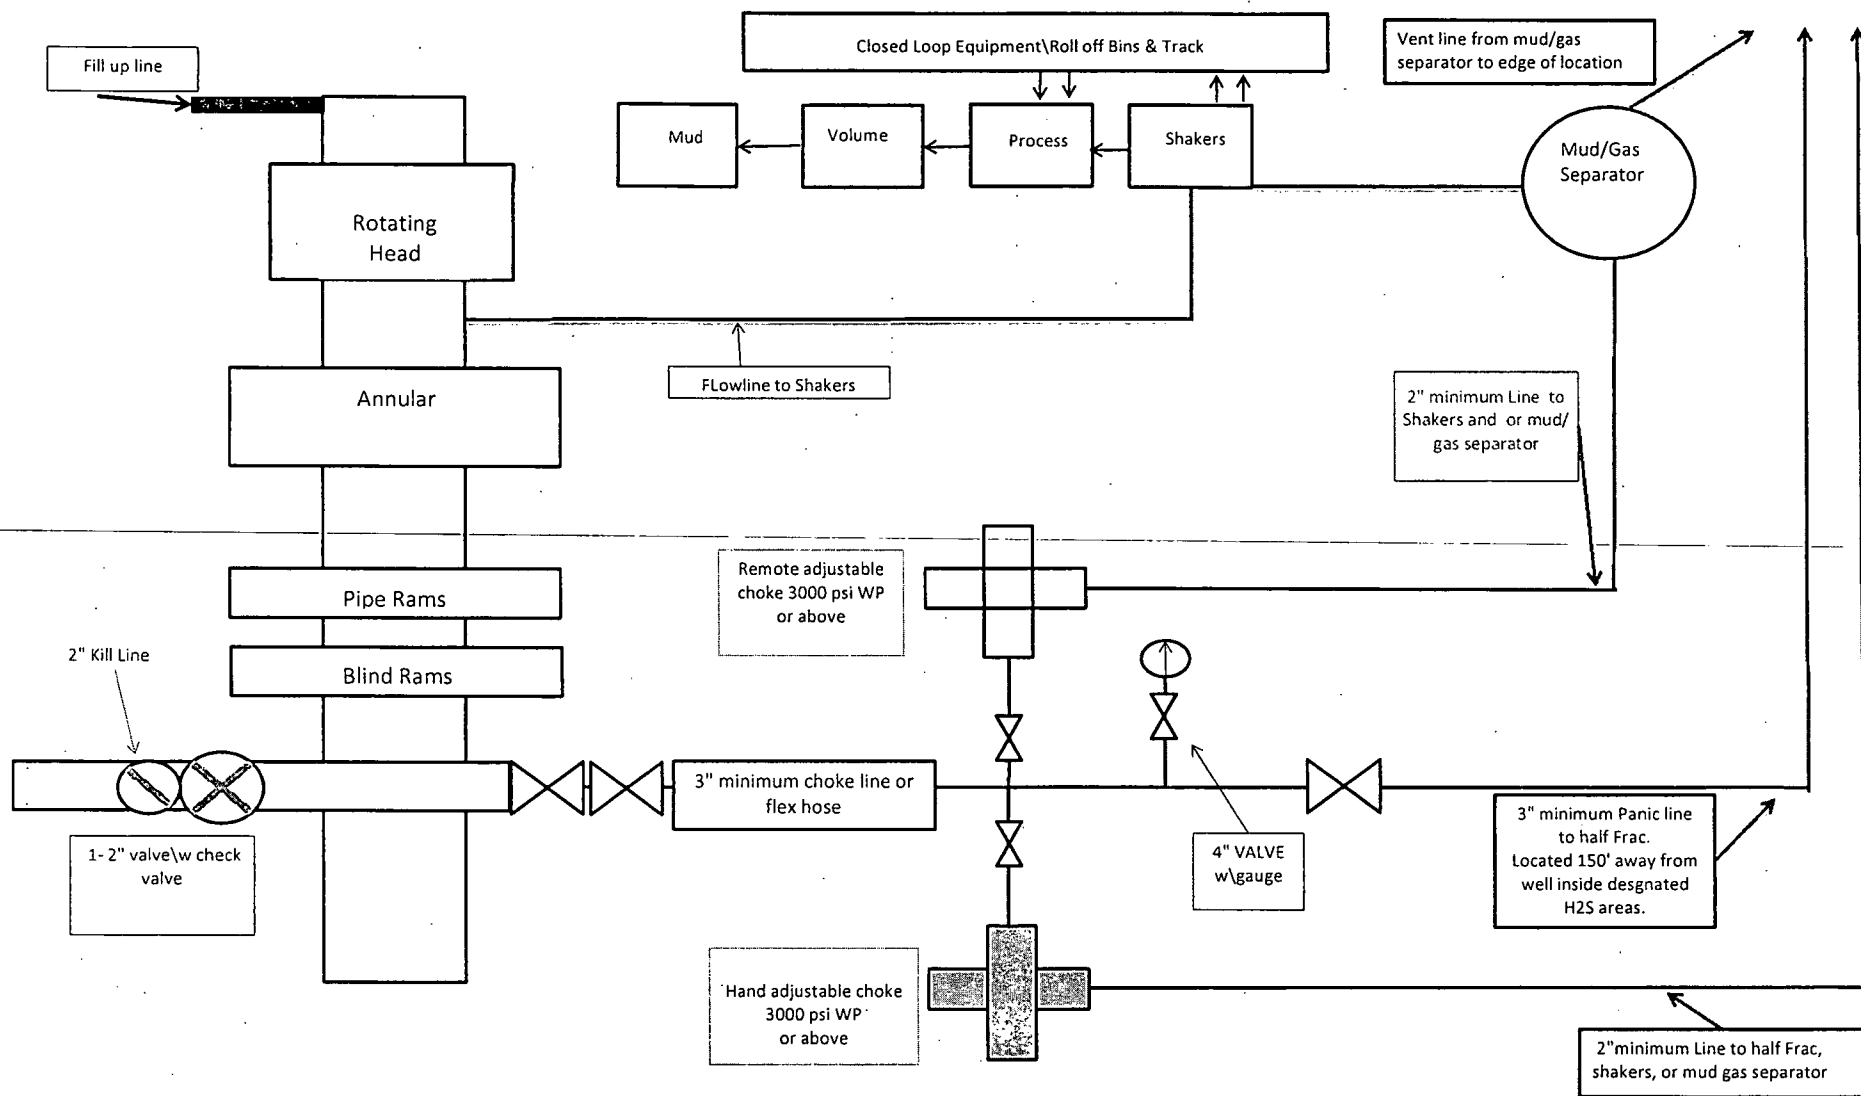 Closed Loop Equipment\Roll off Bins & Track
Vent line from mud/gas
separator to edge of location
Fill up line
Mud
Volume
Process
Shakers
Mud/Gas
Separator
Rotating
Head
FLowline to Shakers
Annular
2" minimum Line to
Shakers and or mud/
gas separator
Remote adjustable
choke 3000 psi WP
or above
Pipe Rams
2" Kill Line
Blind Rams
3" minimum choke line or
flex hose
1- 2" valve\w check
valve
4" VALVE
w\gauge
3" minimum Panic line
to half Frac.
Located 150' away from
well inside desgnated
H2S areas.
Hand adjustable choke
3000 psi WP
or above
2"minimum Line to half Frac,
shakers, or mud gas separator